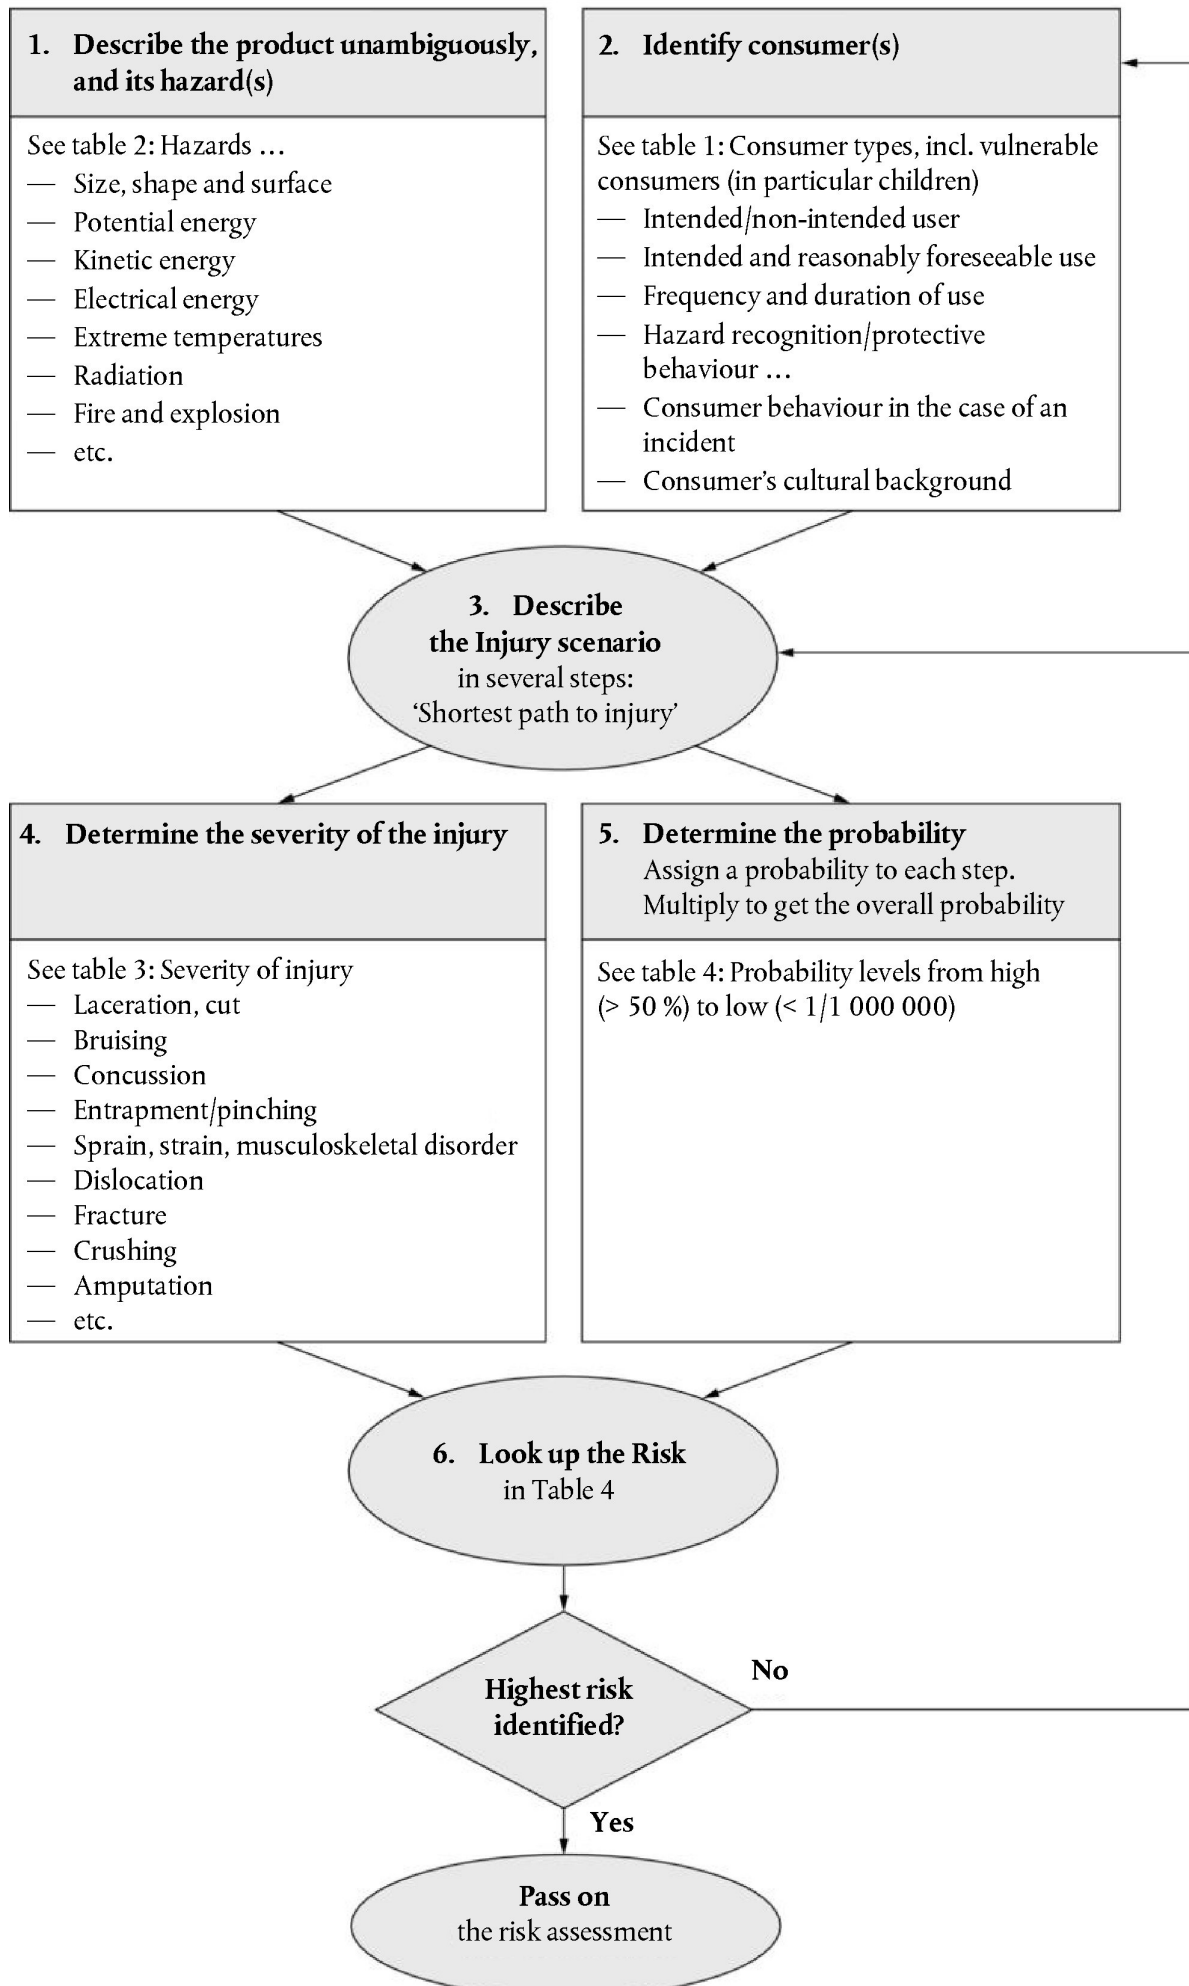 1. Describe the product unambiguously,
and its hazard(s)
See table 2: Hazards …
— Size, shape and surface
— Potential energy
— Kinetic energy
— Electrical energy
— Extreme temperatures
— Radiation
— Fire and explosion
— etc.
2. Identify consumer(s)
See table 1: Consumer types, incl. vulnerable
consumers (in particular children)
— Intended/non-intended user
— Intended and reasonably foreseeable use
— Frequency and duration of use
— Hazard recognition/protective
behaviour …
— Consumer behaviour in the case of an
incident
— Consumer’s cultural background
3. Describe
the Injury scenario
in several steps:
‘Shortest path to injury’
4. Determine the severity of the injury
See table 3: Severity of injury
— Laceration, cut
— Bruising
— Concussion
— Entrapment/pinching
— Sprain, strain, musculoskeletal disorder
— Dislocation
— Fracture
— Crushing
— Amputation
— etc.
5. Determine the probability
Assign a probability to each step.
Multiply to get the overall probability
See table 4: Probability levels from high
(> 50 %) to low (< 1/1 000 000)
6. Look up the Risk
in Table 4
Highest risk
identified?
No
Yes
Pass on
the risk assessment